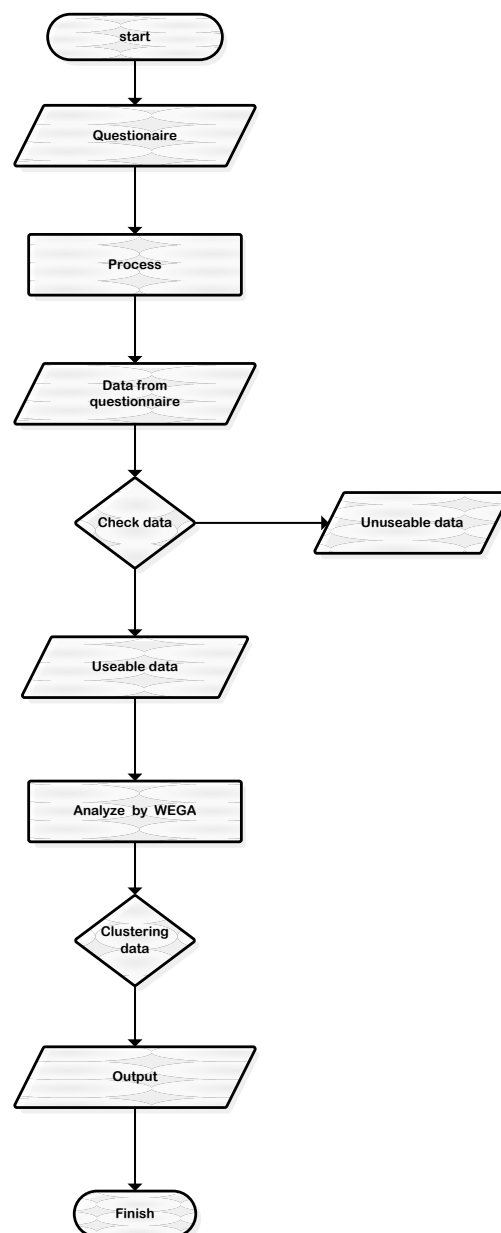 start
Questionaire
Process
Data from
questionnaire
Check data
Unuseable data
Useable data
Analyze by WEGA
Clustering
data
Output
Finish